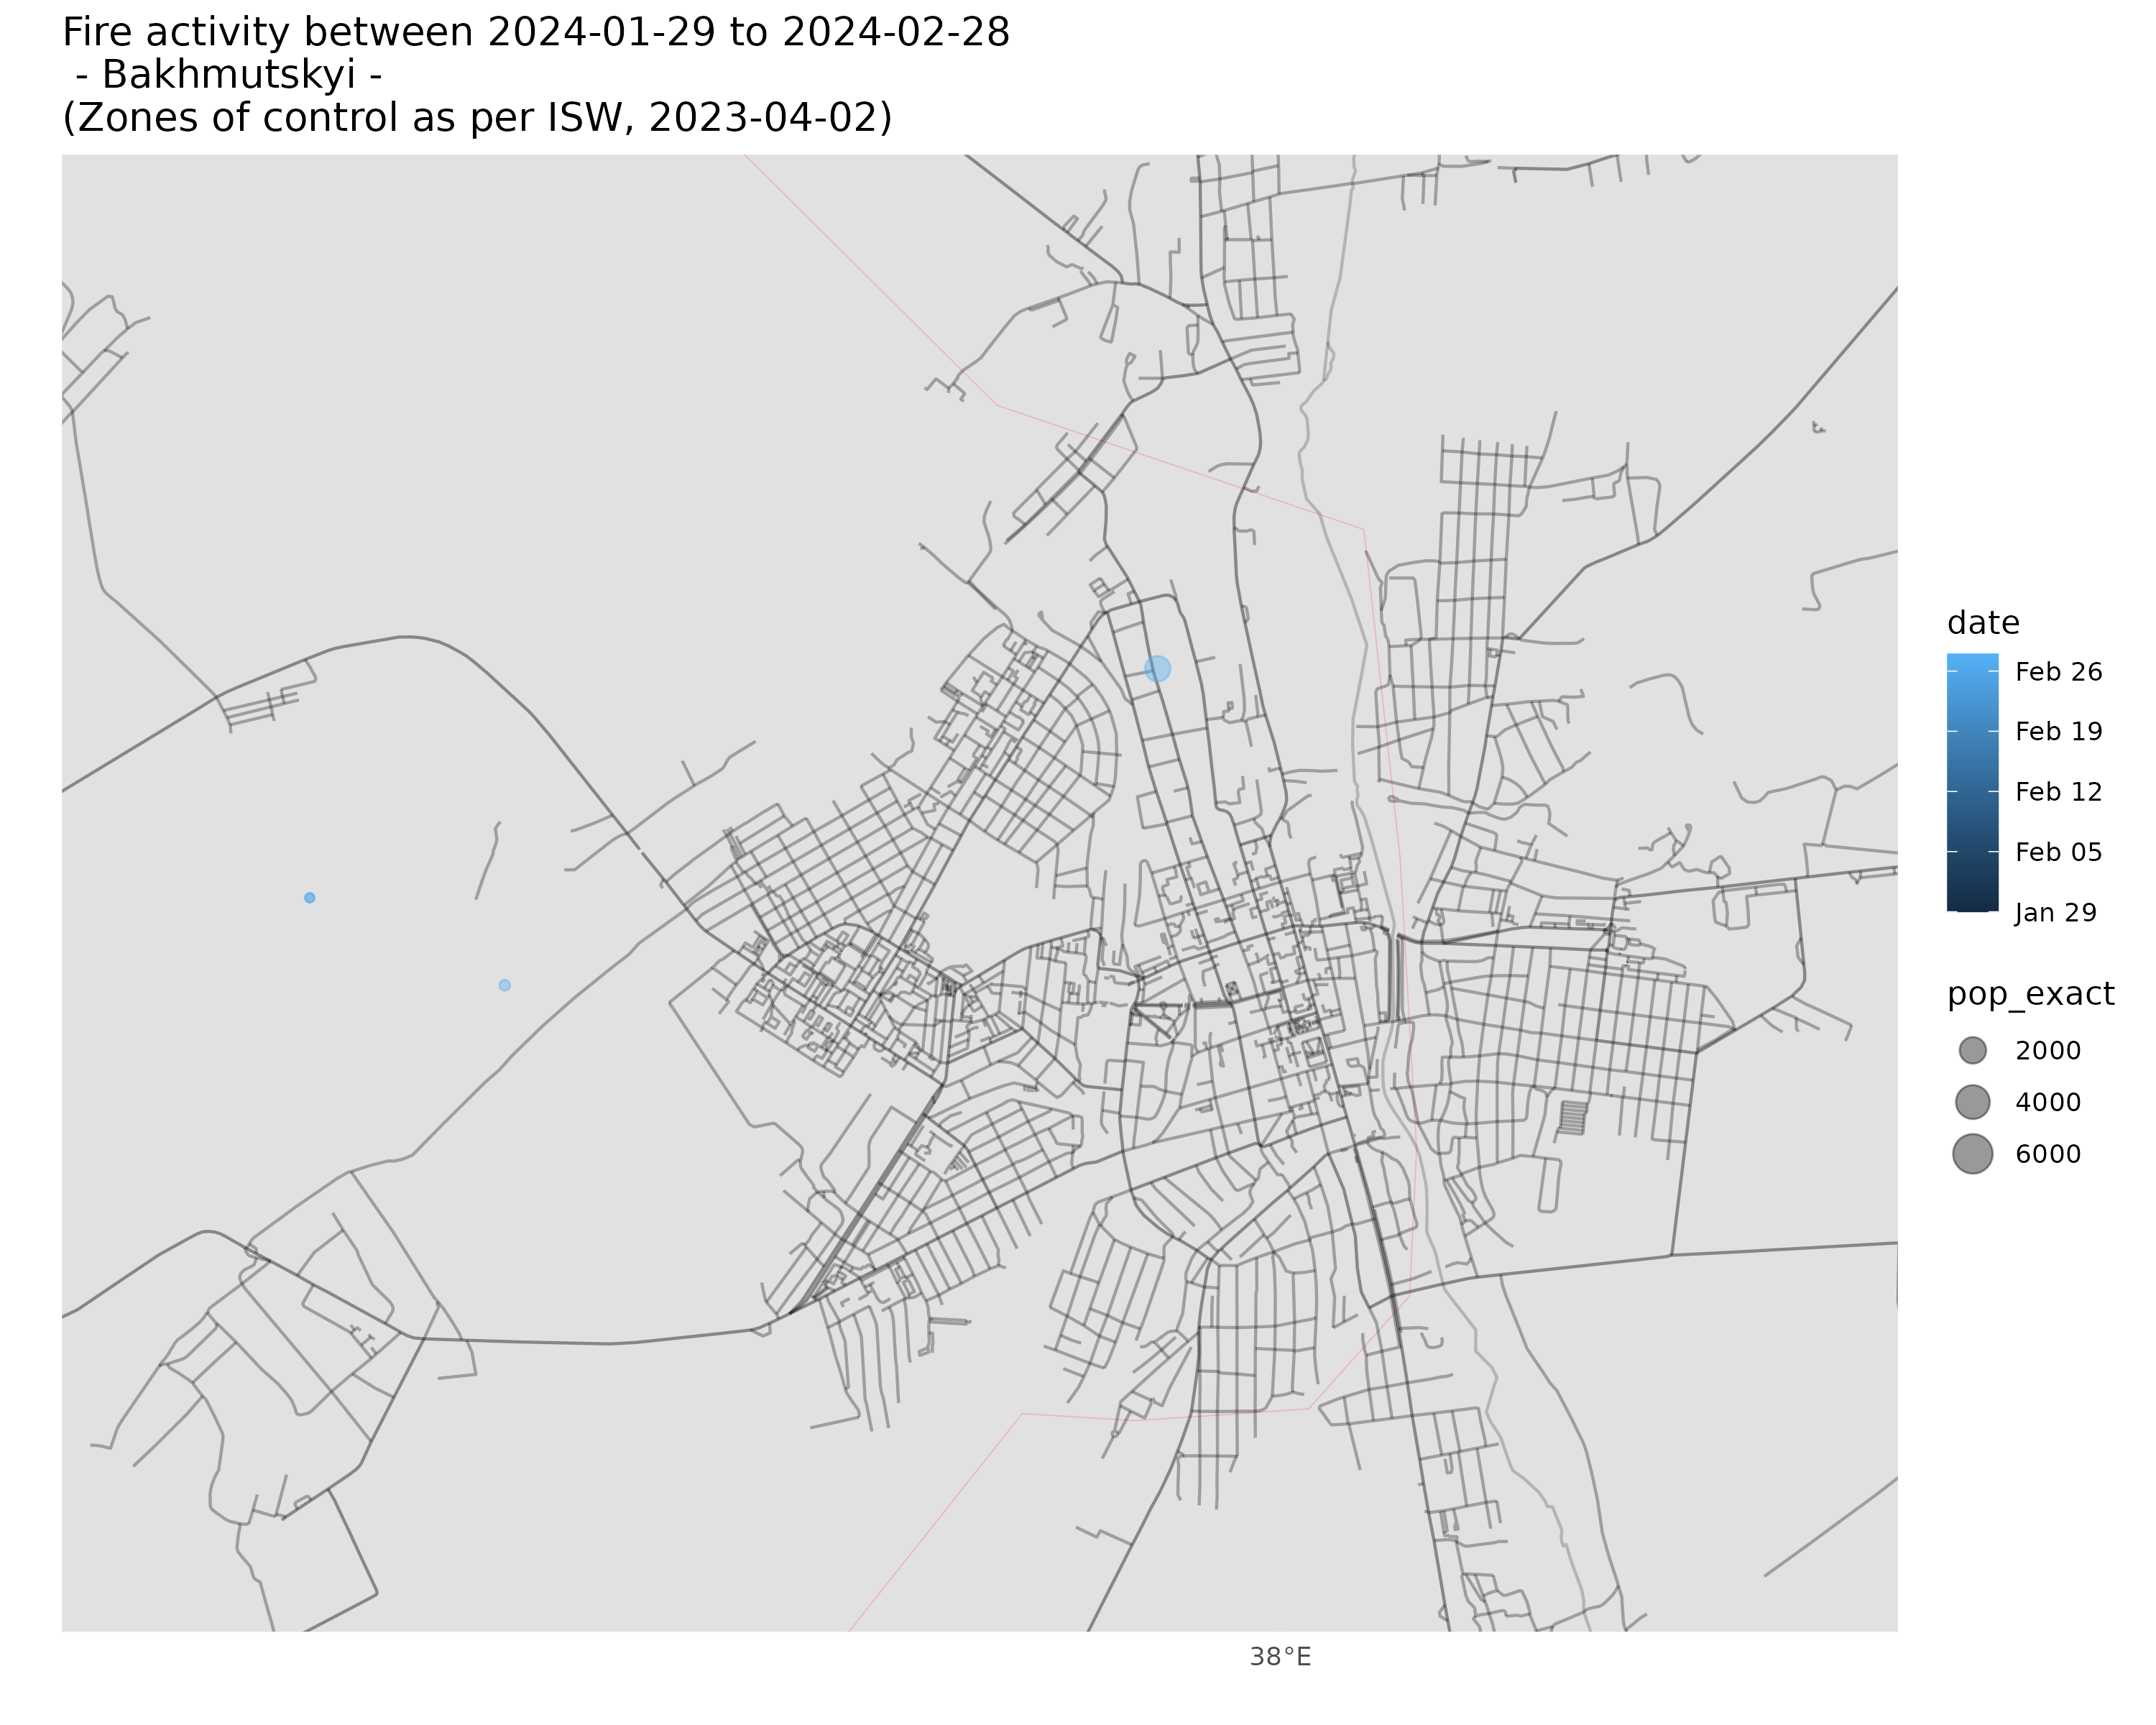 Fire activity between 2024-01-29 to 2024-02-28
- Bakhmutskyi -
(Zones of control as per ISW, 2023-04-02)
date
Feb 26
Feb 19
Feb 12
Feb 05
Jan 29
pop_exact
2000
4000
6000
38°E